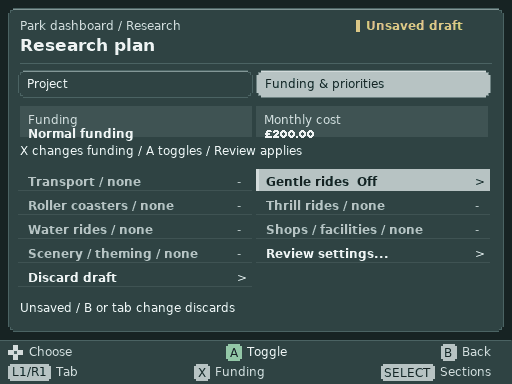 Park dashboard / Research
Unsaved draft
Research plan
Project
Funding & priorities
Funding
Normal funding
Monthly cost
£200.00
X changes funding / A toggles / Review applies
Transport / none -
Gentle rides Off >
Roller coasters / none -
Thrill rides / none -
Water rides / none -
Shops / facilities / none -
Scenery / theming / none -
Review settings... >
Discard draft >
Unsaved / B or tab change discards
Choose
A Toggle
B Back
L1/R1 Tab
X Funding
SELECT Sections